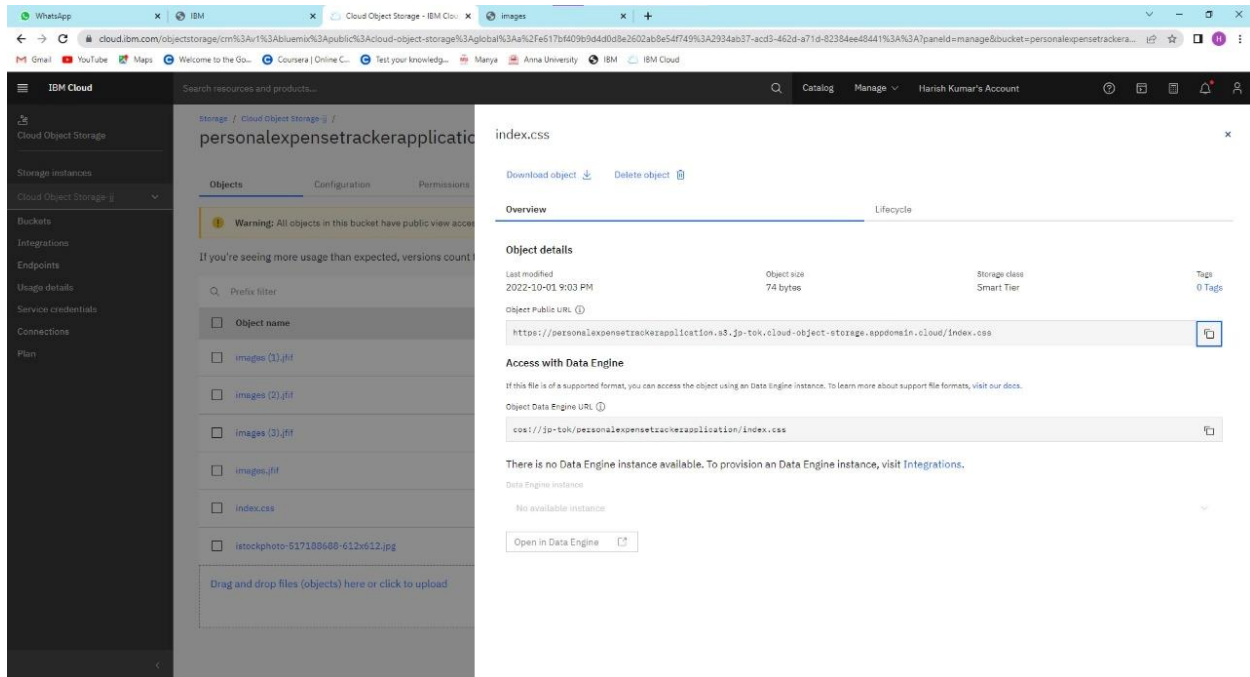 WhatsApp
IBM
Cloud Object Storage - IBM Clou
images
cloud.ibm.com/objectstorage/crn%3Av1%3Abluemix%3Apublic%3Acloud-object-storage%3Aglobal%3Aa%2Fe617bf409b9d4d0d8e2602ab8e54f749%3A2934ab37-acd3-462d-a71d-82384ee48441%3A%3A?paneId=manage&bucket=personalexpensetrackera...
Gmail YouTube Maps Welcome to the Go... Coursera | Online C... Test your knowledg... Manya Anna University IBM IBM Cloud
IBM Cloud
Search resources and products...
Catalog Manage Harish Kumar's Account
H
Cloud Object Storage
Storage instances
Cloud Object Storage-jj
Buckets
Integrations
Endpoints
Usage details
Service credentials
Connections
Plan
Storage / Cloud Object Storage-jj /
personalexpensetrackerapplicatic
Objects Configuration Permissions
Warning: All objects in this bucket have public view acces
If you're seeing more usage than expected, versions count
Prefix filter
Object name
images (1).jfif
images (2).jfif
images (3).jfif
images.jfif
index.css
istockphoto-517188688-612x612.jpg
Drag and drop files (objects) here or click to upload
index.css
Download object Delete object
Overview Lifecycle
Object details
Last modified Object size Storage class Tags
2022-10-01 9:03 PM 74 bytes Smart Tier 0 Tags
Object Public URL
https://personalexpensetrackerapplication.s3.jp-tok.cloud-object-storage.appdomain.cloud/index.css
Access with Data Engine
If this file is of a supported format, you can access the object using an Data Engine instance. To learn more about support file formats, visit our docs.
Object Data Engine URL
cos://jp-tok/personalexpensetrackerapplication/index.css
There is no Data Engine instance available. To provision an Data Engine instance, visit Integrations.
Data Engine instance
No available instance
Open in Data Engine